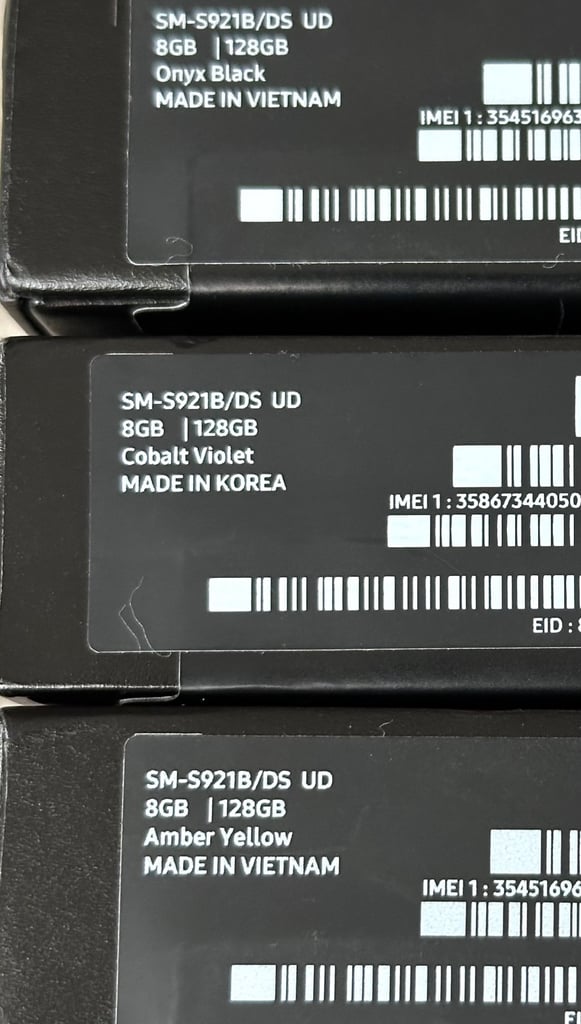 SM-S921B/DS UD
8GB | 128GB
Onyx Black
MADE IN VIETNAM
IMEI 1 : 354516963
EID
SM-S921B/DS UD
8GB | 128GB
Cobalt Violet
MADE IN KOREA
IMEI 1 : 35867344050
EID :
SM-S921B/DS UD
8GB | 128GB
Amber Yellow
MADE IN VIETNAM
IMEI 1 : 35451696